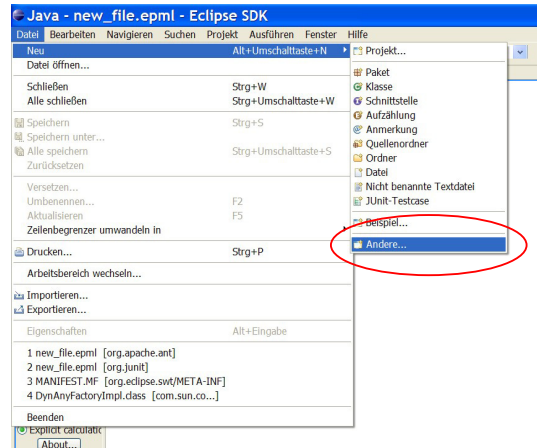 Java - new_file.epml - Eclipse SDK
Datei Bearbeiten Navigieren Suchen Projekt Ausführen Fenster Hilfe
Neu Alt+Umschalttaste+N
Datei öffnen...
Schließen Strg+W
Alle schließen Strg+Umschalttaste+W
Speichern Strg+S
Speichern unter...
Alle speichern Strg+Umschalttaste+S
Zurücksetzen
Versetzen...
Umbenennen... F2
Aktualisieren F5
Zeilenbegrenzer umwandeln in
Drucken... Strg+P
Arbeitsbereich wechseln...
Importieren...
Exportieren...
Eigenschaften Alt+Eingabe
1 new_file.epml [org.apache.ant]
2 new_file.epml [org.junit]
3 MANIFEST.MF [org.eclipse.swt/META-INF]
4 DynAnyFactoryImpl.class [com.sun.co...]
Beenden
Projekt...
Paket
Klasse
Schnittstelle
Aufzählung
Anmerkung
Quellenordner
Ordner
Datei
Nicht benannte Textdatei
JUnit-Testcase
Beispiel...
Andere...
Explicit calculatic
About...